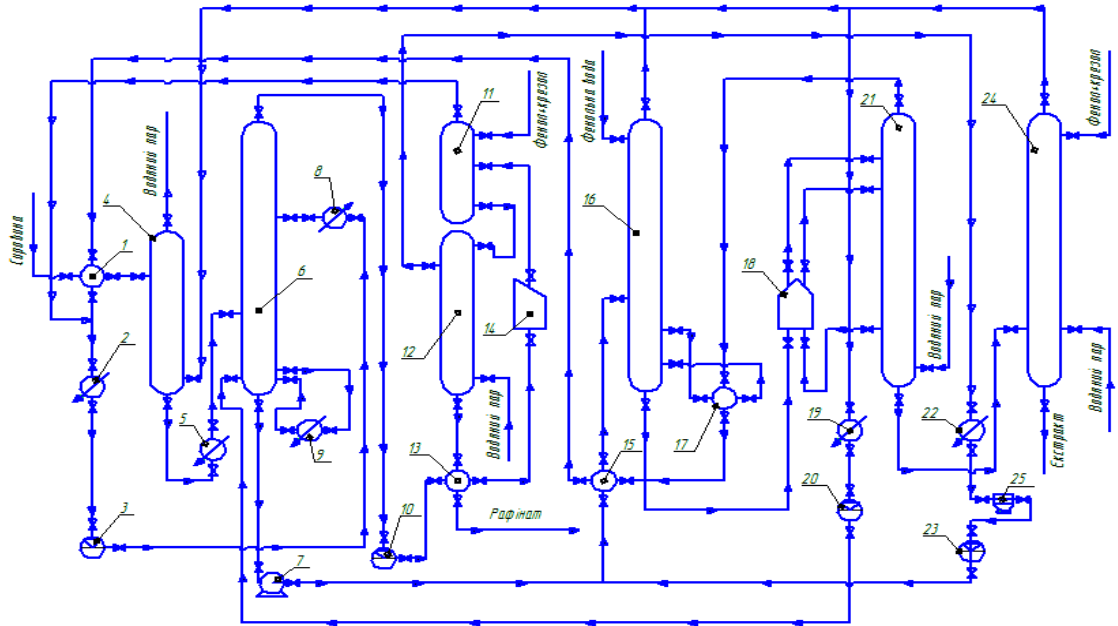 Сировина
4
Водяний пар
1
2
3
5
6
7
8
9
10
11
Фенол+крезол
12
13
14
Водяний пар
Рафінат
Фенольна вода
15
16
17
18
19
20
21
Водяний пар
22
23
24
25
Фенол+крезол
Водяний пар
Екстракт